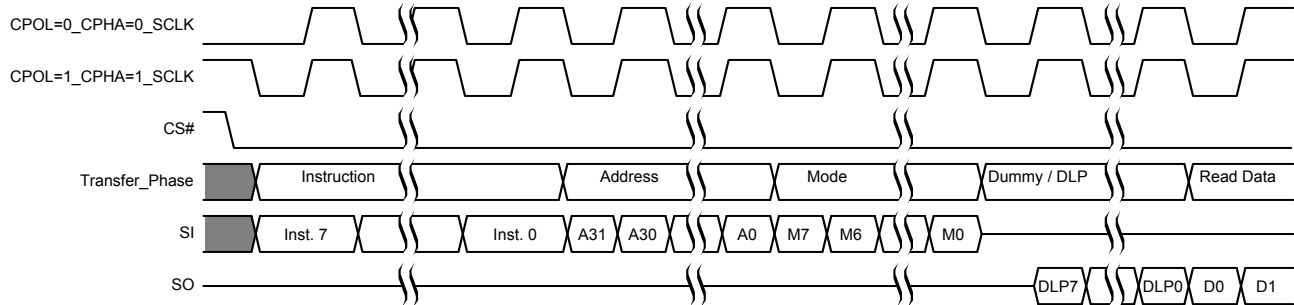 CPOL=0_CPHA=0_SCLK
CPOL=1_CPHA=1_SCLK
CS#
Transfer_Phase Instruction Address Mode Dummy / DLP Read Data
SI Inst. 7 Inst. 0 A31 A30 A0 M7 M6 M0
SO DLP7 DLP0 D0 D1